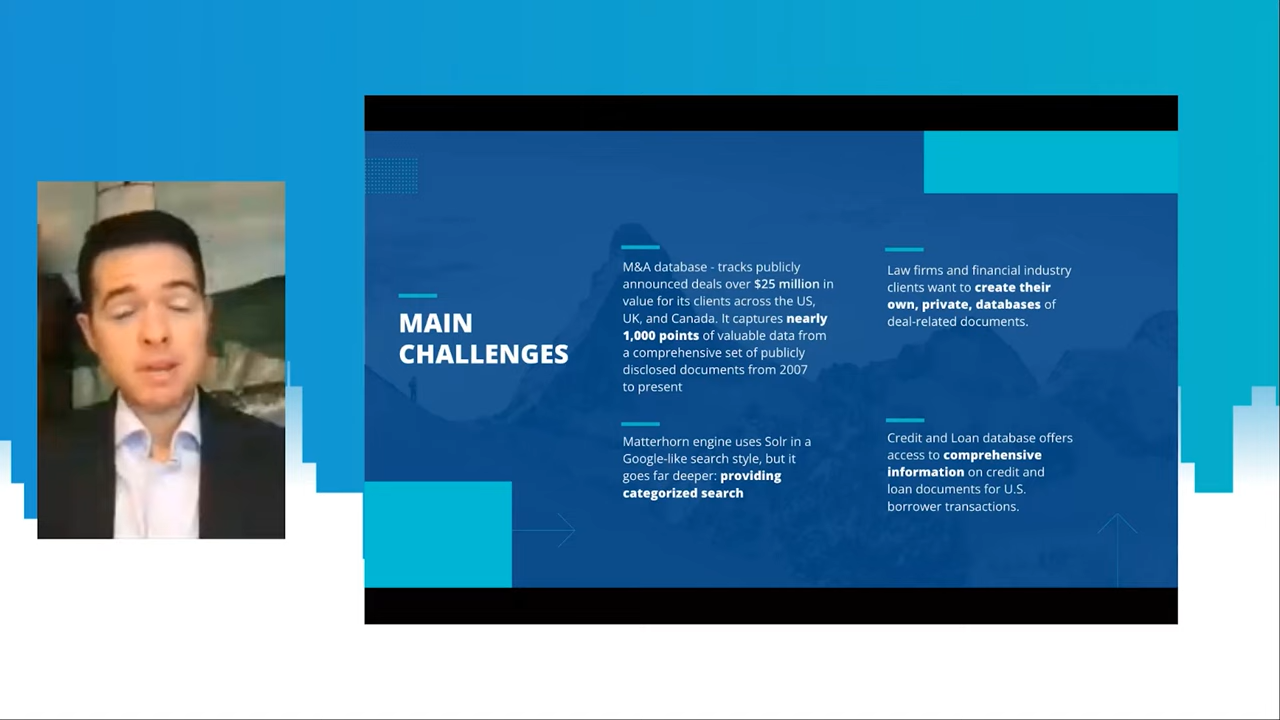 MAIN
CHALLENGES
M&A database - tracks publicly
announced deals over $25 million in
value for its clients across the US,
UK, and Canada. It captures nearly
1,000 points of valuable data from
a comprehensive set of publicly
disclosed documents from 2007
to present
Matterhorn engine uses Solr in a
Google-like search style, but it
goes far deeper: providing
categorized search
Law firms and financial industry
clients want to create their
own, private, databases of
deal-related documents.
Credit and Loan database offers
access to comprehensive
information on credit and
loan documents for U.S.
borrower transactions.